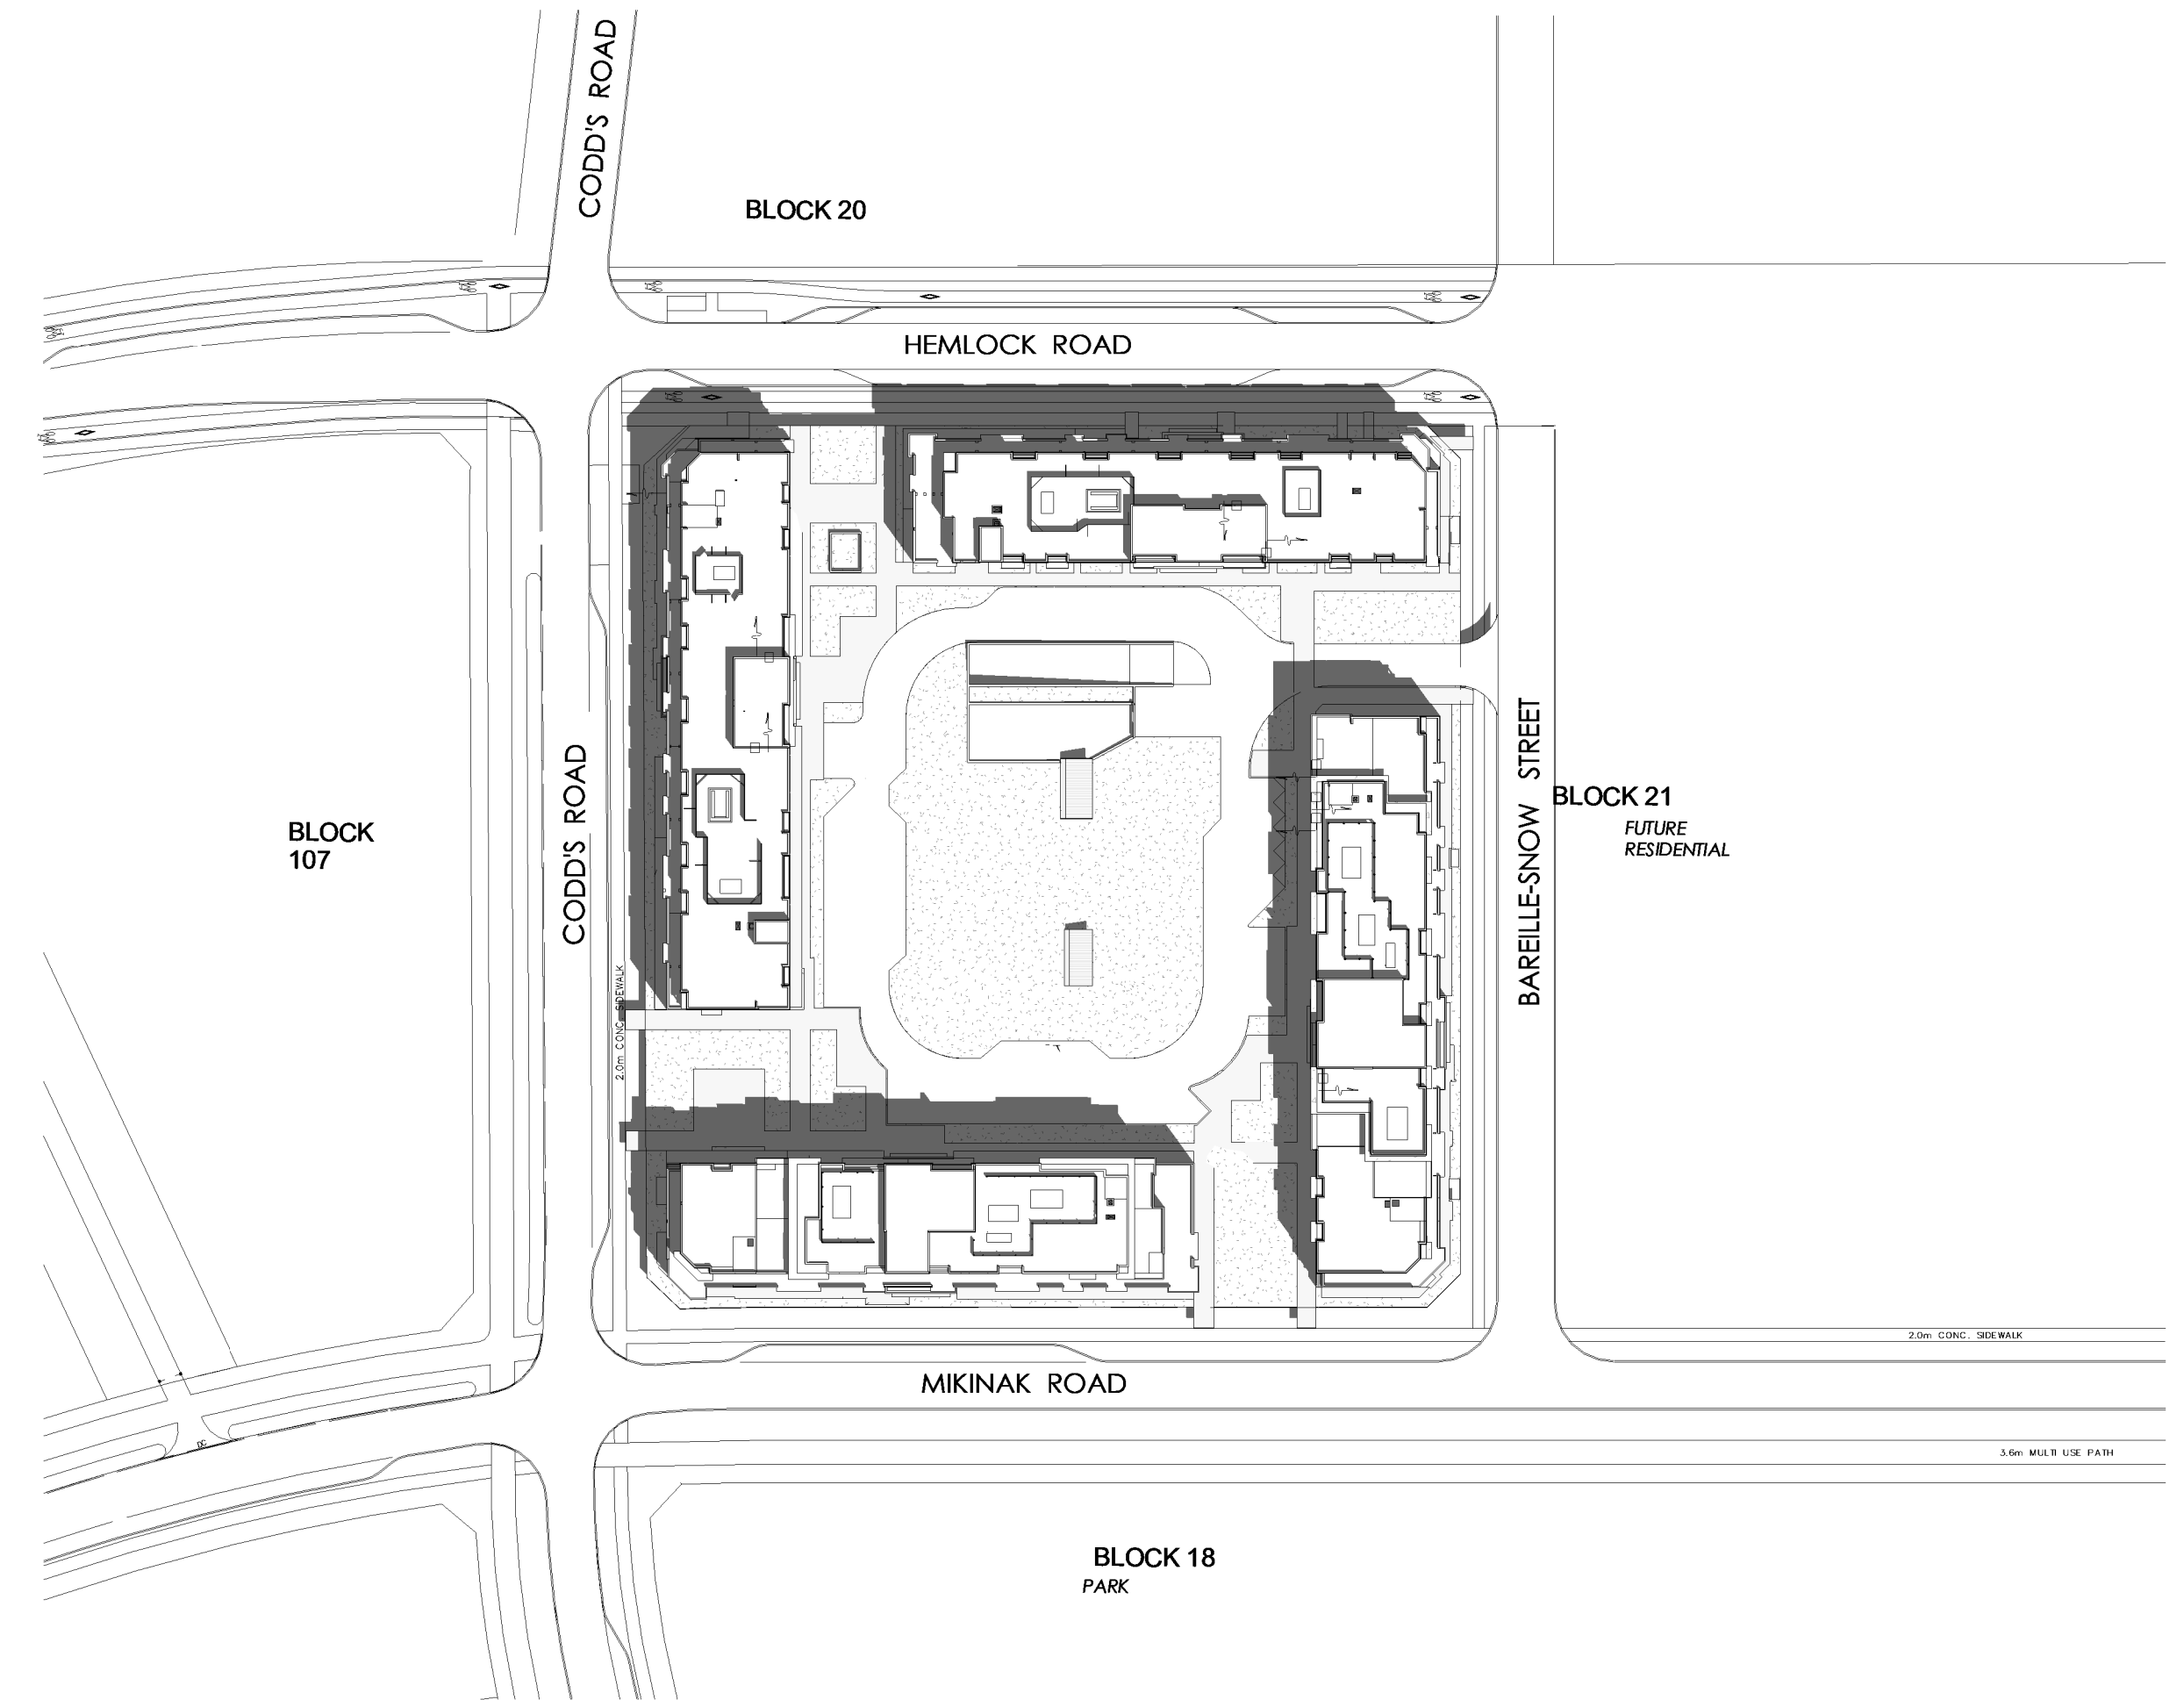 CODD'S ROAD
BLOCK 20
HEMLOCK ROAD
BLOCK
107
CODD'S ROAD
2.0m CONC. SIDEWALK
BAREILLE-SNOW STREET
BLOCK 21
FUTURE
RESIDENTIAL
2.0m CONC. SIDEWALK
MIKINAK ROAD
DC
3.6m MULTI USE PATH
BLOCK 18
PARK